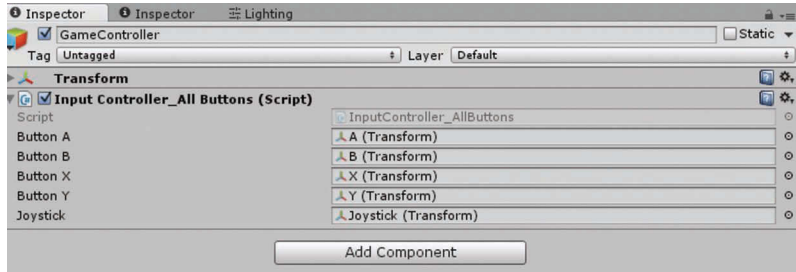 Inspector Inspector Lighting
GameController Static
Tag Untagged Layer Default
Transform
Input Controller_All Buttons (Script)
Script InputController_AllButtons
Button A A (Transform)
Button B B (Transform)
Button X X (Transform)
Button Y Y (Transform)
Joystick Joystick (Transform)
Add Component